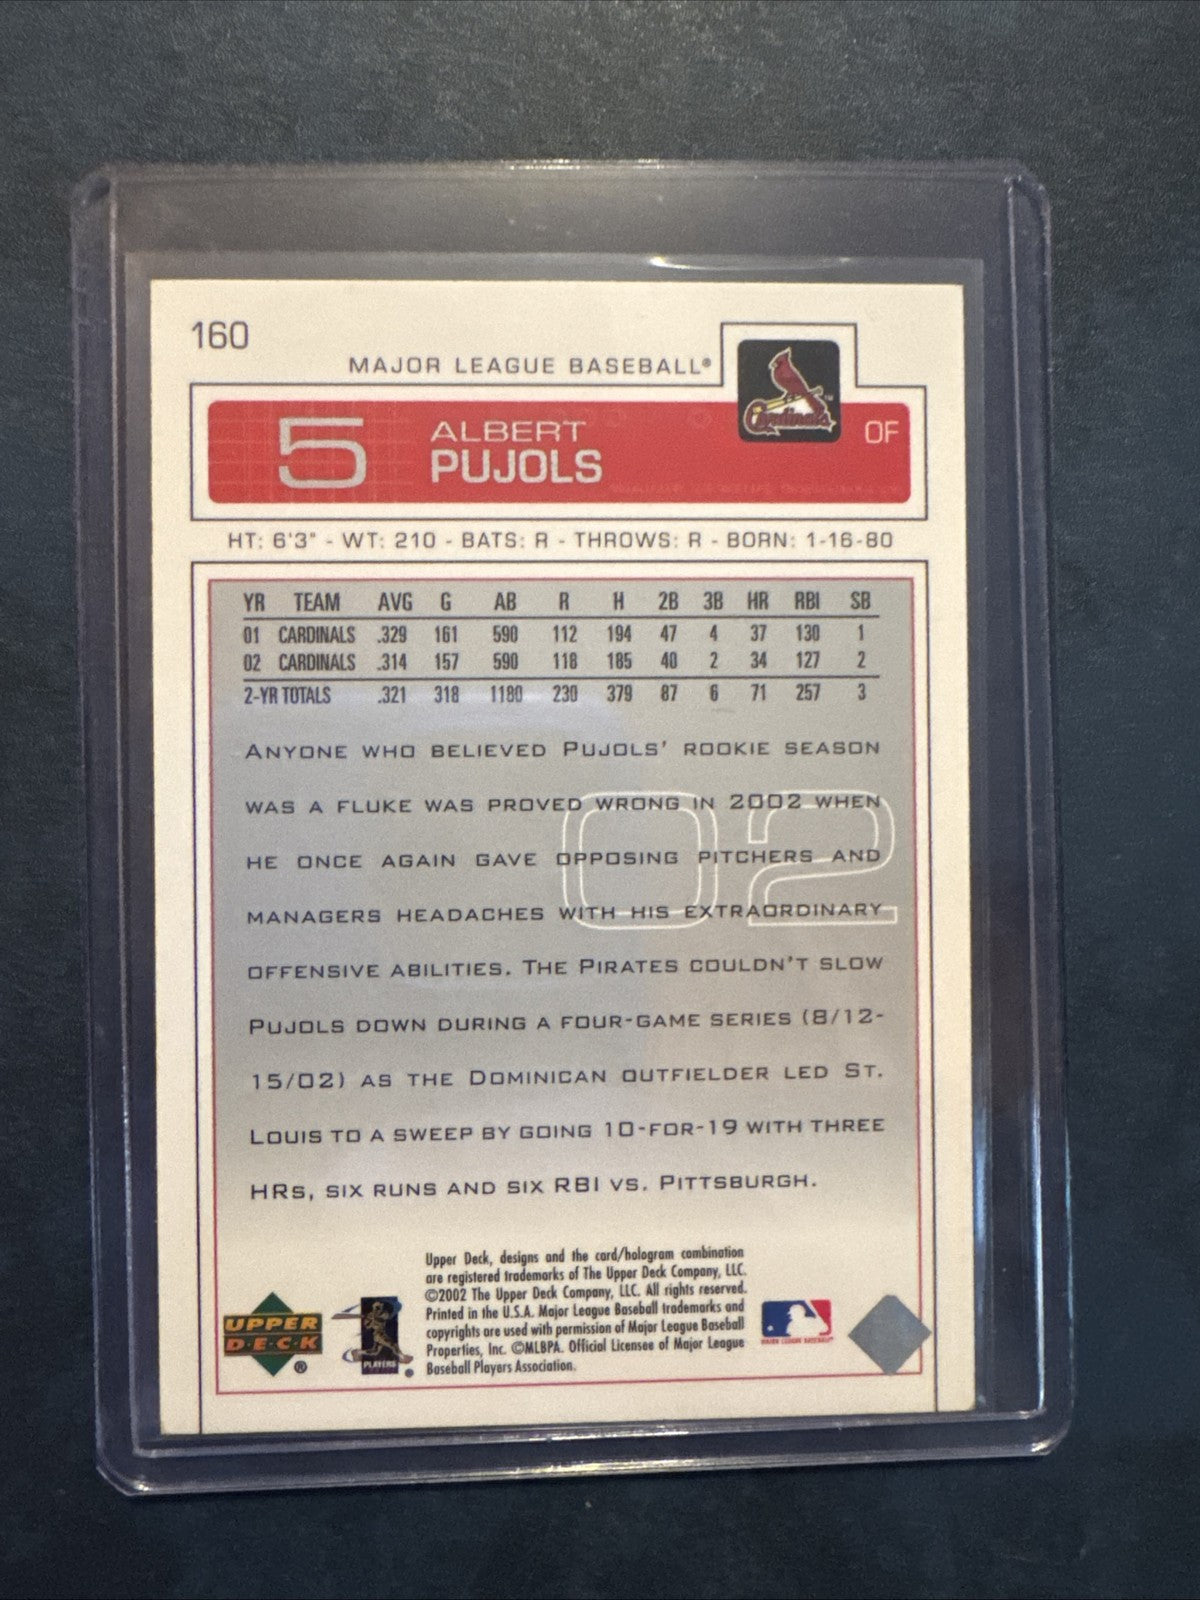 160
MAJOR LEAGUE BASEBALL®
Cardinals ™
5 ALBERT PUJOLS OF
HT: 6'3" - WT: 210 - BATS: R - THROWS: R - BORN: 1-16-80
YR TEAM AVG G AB R H 2B 3B HR RBI SB
01 CARDINALS .329 161 590 112 194 47 4 37 130 1
02 CARDINALS .314 157 590 118 185 40 2 34 127 2
2-YR TOTALS .321 318 1180 230 379 87 6 71 257 3
02
ANYONE WHO BELIEVED PUJOLS' ROOKIE SEASON
WAS A FLUKE WAS PROVED WRONG IN 2002 WHEN
HE ONCE AGAIN GAVE OPPOSING PITCHERS AND
MANAGERS HEADACHES WITH HIS EXTRAORDINARY
OFFENSIVE ABILITIES. THE PIRATES COULDN'T SLOW
PUJOLS DOWN DURING A FOUR-GAME SERIES (8/12-
15/02) AS THE DOMINICAN OUTFIELDER LED ST.
LOUIS TO A SWEEP BY GOING 10-FOR-19 WITH THREE
HRS, SIX RUNS AND SIX RBI VS. PITTSBURGH.
Upper Deck, designs and the card/hologram combination
are registered trademarks of The Upper Deck Company, LLC.
©2002 The Upper Deck Company, LLC. All rights reserved.
Printed in the U.S.A. Major League Baseball trademarks and
copyrights are used with permission of Major League Baseball
Properties, Inc. ©MLBPA. Official Licensee of Major League
Baseball Players Association.
UPPER
DECK ®
PLAYERS ®
MAJOR LEAGUE BASEBALL